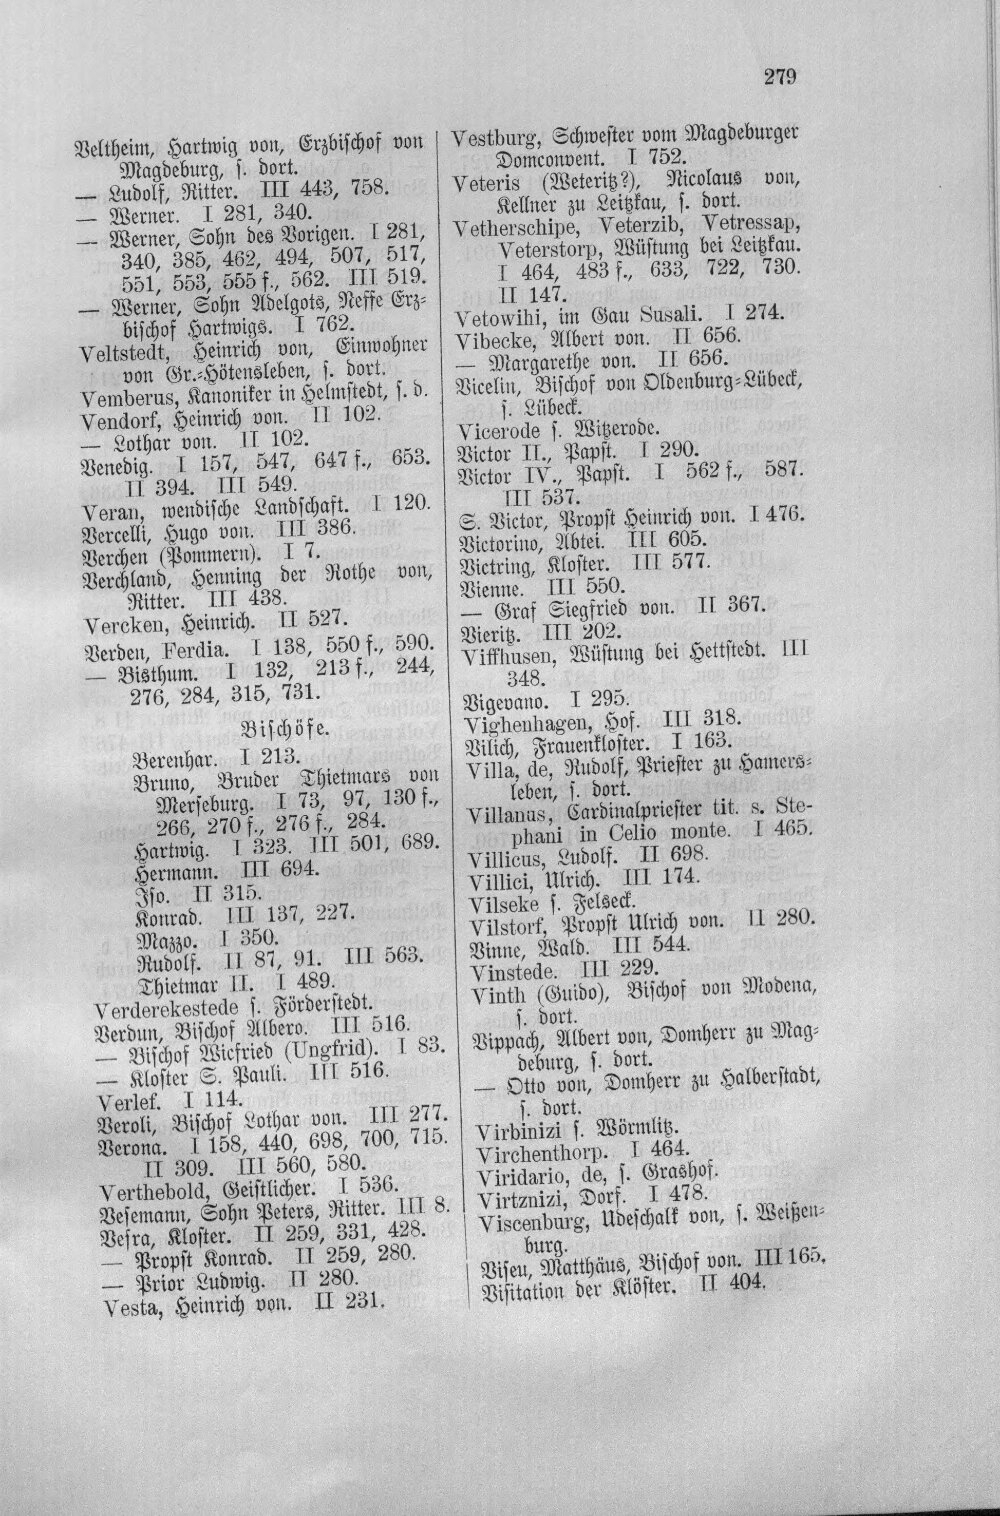 279
Veltheim, Hartwig von, Erzbischof von
Magdeburg, s. dort.
— Ludolf, Ritter. III 443, 758.
— Werner. I 281, 340.
— Werner, Sohn des Vorigen. I 281,
340, 385, 462, 494, 507, 517,
551, 553, 555 f., 562. III 519.
— Werner, Sohn Adelgots, Neffe Erz-
bischof Hartwigs. I 762.
Veltstedt, Heinrich von, Einwohner
von Gr.-Hötensleben, s. dort.
Vemberus, Kanoniker in Helmstedt, s. d.
Vendorf, Heinrich von. II 102.
— Lothar von. II 102.
Venedig. I 157, 547, 647 f., 653.
II 394. III 549.
Veran, wendische Landschaft. I 120.
Vercelli, Hugo von. III 386.
Verchen (Pommern). I 7.
Verchland, Henning der Rothe von,
Ritter. III 438.
Vercken, Heinrich. II 527.
Verden, Ferdia. I 138, 550 f., 590.
— Bisthum. I 132, 213 f., 244,
276, 284, 315, 731.
Bischöfe.
Berenhar. I 213.
Bruno, Bruder Thietmars von
Merseburg. I 73, 97, 130 f.,
266, 270 f., 276 f., 284.
Hartwig. I 323. III 501, 689.
Hermann. III 694.
Iso. II 315.
Konrad. III 137, 227.
Mazzo. I 350.
Rudolf. II 87, 91. III 563.
Thietmar II. I 489.
Verderekestede s. Förderstedt.
Verdun, Bischof Albero. III 516.
— Bischof Wicfried (Ungfrid). I 83.
— Kloster S. Pauli. III 516.
Verlef. I 114.
Veroli, Bischof Lothar von. III 277.
Verona. I 158, 440, 698, 700, 715.
II 309. III 560, 580.
Verthebold, Geistlicher. I 536.
Vesemann, Sohn Peters, Ritter. III 8.
Vesra, Kloster. II 259, 331, 428.
— Propst Konrad. II 259, 280.
— Prior Ludwig. II 280.
Vesta, Heinrich von. II 231.
Vestburg, Schwester vom Magdeburger
Domconvent. I 752.
Veteris (Weteritz?), Nicolaus von,
Kellner zu Leitzkau, s. dort.
Vetherschipe, Veterzib, Vetressap,
Veterstorp, Wüstung bei Leitzkau.
I 464, 483 f., 633, 722, 730.
II 147.
Vetowihi, im Gau Susali. I 274.
Vibecke, Albert von. II 656.
— Margarethe von. II 656.
Vicelin, Bischof von Oldenburg-Lübeck,
s. Lübeck.
Vicerode s. Witzerode.
Victor II., Papst. I 290.
Victor IV., Papst. I 562 f., 587.
III 537.
S. Victor, Propst Heinrich von. I 476.
Victorino, Abtei. III 605.
Victring, Kloster. III 577.
Vienne. III 550.
— Graf Siegfried von. II 367.
Vieritz. III 202.
Viffhusen, Wüstung bei Hettstedt. III
348.
Vigevano. I 295.
Vighenhagen, Hof. III 318.
Vilich, Frauenkloster. I 163.
Villa, de, Rudolf, Priester zu Hamers-
leben, s. dort.
Villanus, Cardinalpriester tit. s. Ste-
phani in Celio monte. I 465.
Villicus, Ludolf. II 698.
Villici, Ulrich. III 174.
Vilseke s. Felseck.
Vilstorf, Propst Ulrich von. II 280.
Vinne, Wald. III 544.
Vinstede. III 229.
Vinth (Guido), Bischof von Modena,
s. dort.
Vippach, Albert von, Domherr zu Mag-
deburg, s. dort.
— Otto von, Domherr zu Halberstadt,
s. dort.
Virbinizi s. Wörmlitz.
Virchenthorp. I 464.
Viridario, de, s. Grashof.
Virtznizi, Dorf. I 478.
Viscenburg, Udeschalk von, s. Weißen-
burg.
Viseu, Matthäus, Bischof von. III 165.
Visitation der Klöster. II 404.